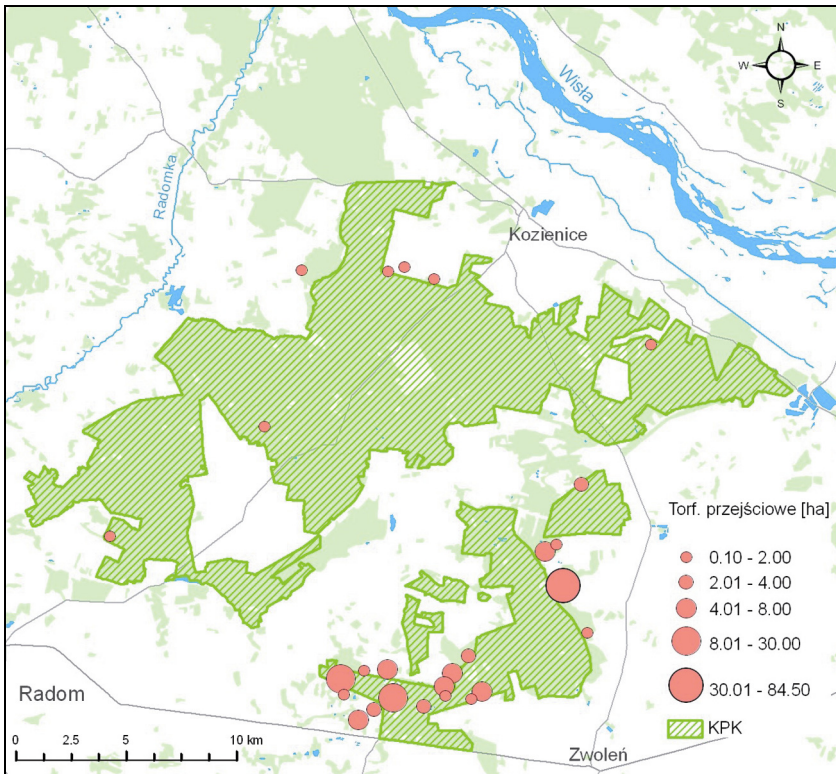 N
W E
S
Wisła
Radomka
Kozienice
Torf. przejściowe [ha]
0.10 - 2.00
2.01 - 4.00
4.01 - 8.00
8.01 - 30.00
30.01 - 84.50
KPK
Radom
Zwoleń
0 2.5 5 10 km